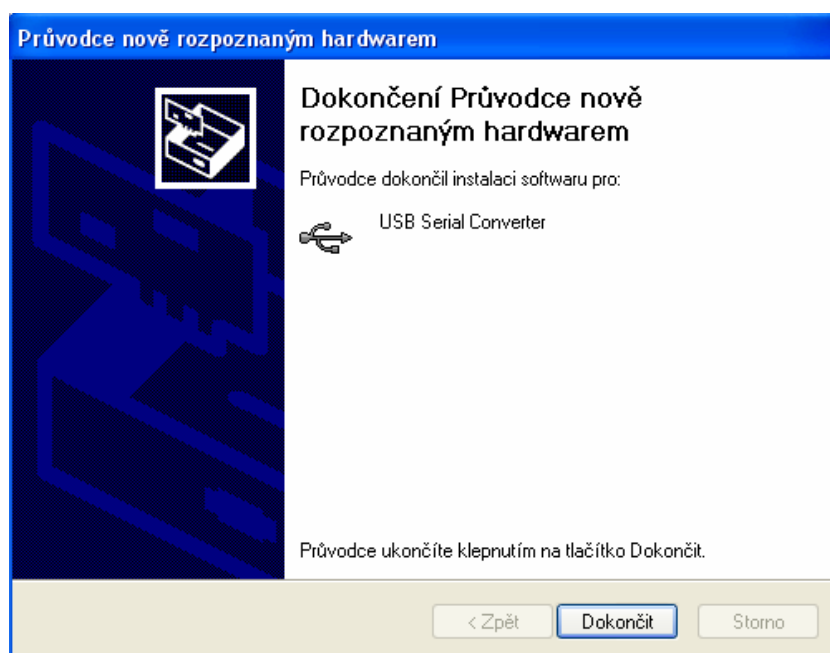 Průvodce nově rozpoznaným hardwarem
Dokončení Průvodce nově
rozpoznaným hardwarem
Průvodce dokončil instalaci softwaru pro:
USB Serial Converter
Průvodce ukončíte klepnutím na tlačítko Dokončit.
< Zpět
Dokončit
Storno